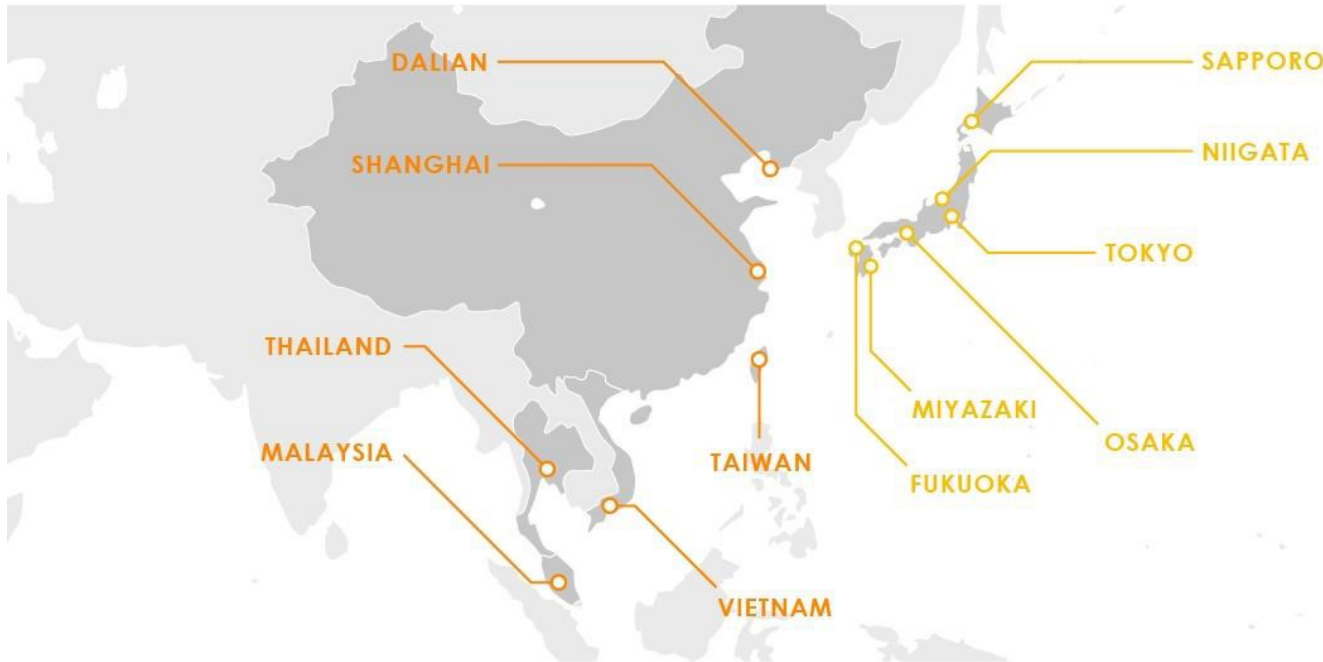 DALIAN
SAPPORO
SHANGHAI
NIIGATA
TOKYO
THAILAND
MIYAZAKI
OSAKA
MALAYSIA
TAIWAN
FUKUOKA
VIETNAM